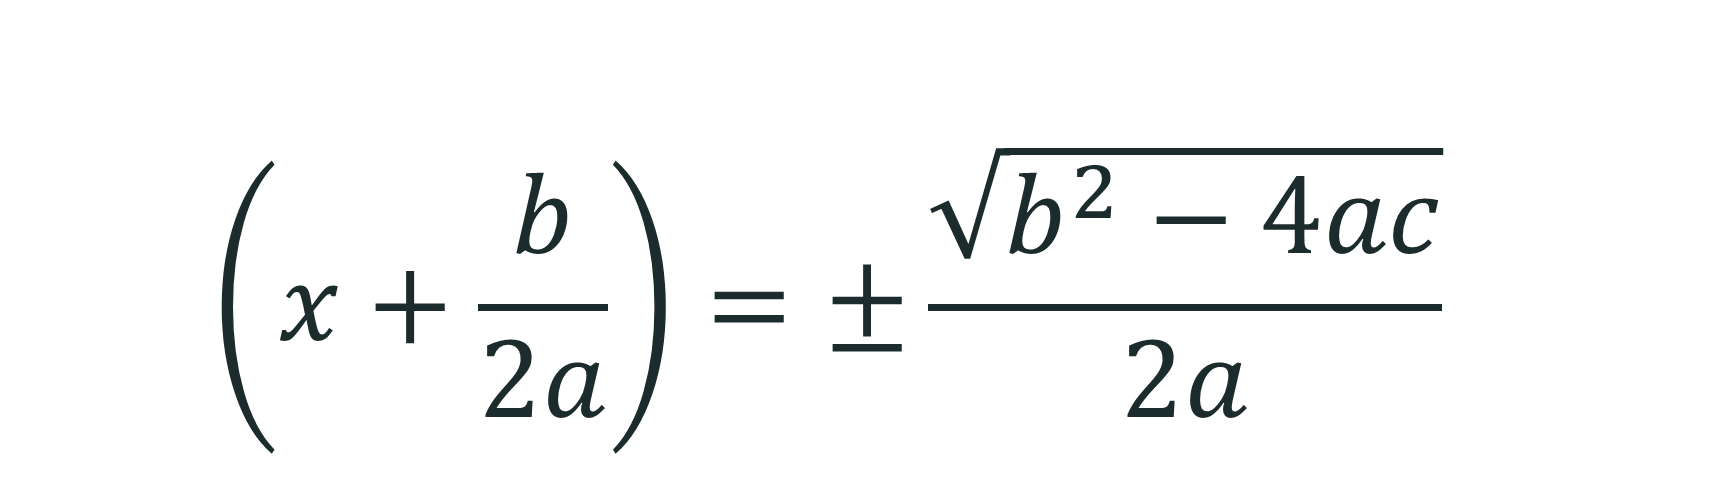 (x + b/2a) = ± √(b² − 4ac)/2a